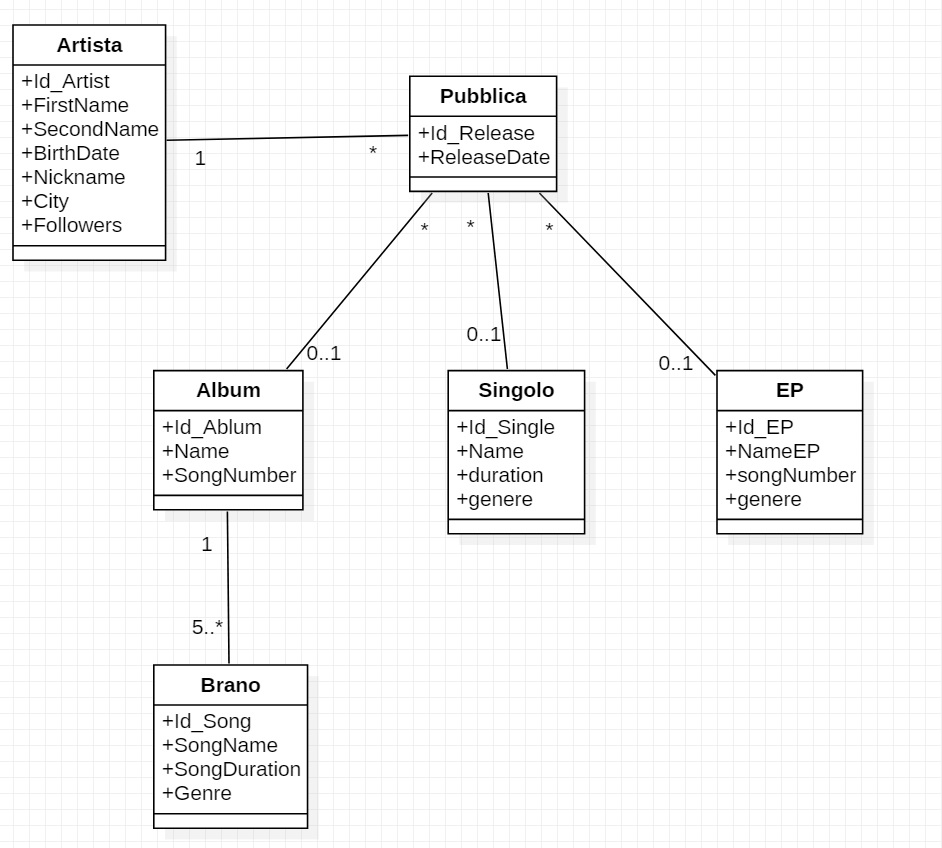 Artista
+Id_Artist
+FirstName
+SecondName
+BirthDate
+Nickname
+City
+Followers
1
*
Pubblica
+Id_Release
+ReleaseDate
*
*
*
0..1
0..1
0..1
Album
+Id_Ablum
+Name
+SongNumber
Singolo
+Id_Single
+Name
+duration
+genere
EP
+Id_EP
+NameEP
+songNumber
+genere
1
5..*
Brano
+Id_Song
+SongName
+SongDuration
+Genre